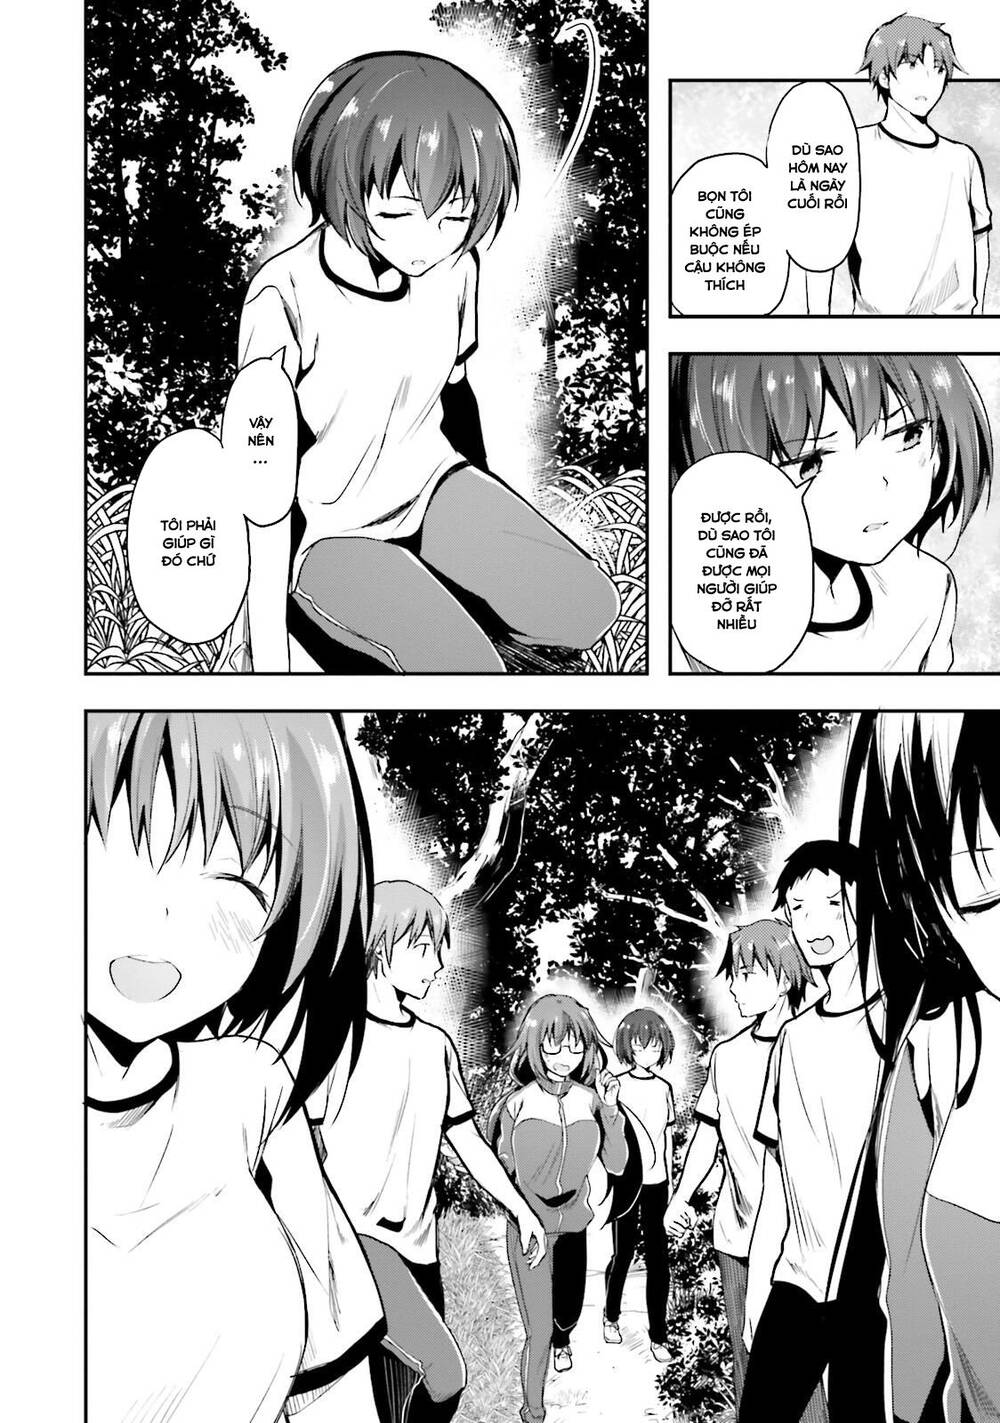 DÙ SAO
HÔM NAY
LÀ NGÀY
CUỐI RỒI
BỌN TÔI
CŨNG
KHÔNG ÉP
BUỘC NẾU
CẬU KHÔNG
THÍCH
ĐƯỢC RỒI,
DÙ SAO TÔI
CŨNG ĐÃ
ĐƯỢC MỌI
NGƯỜI GIÚP
ĐỠ RẤT
NHIỀU
VẬY
NÊN
...
TÔI PHẢI
GIÚP GÌ
ĐÓ CHỨ